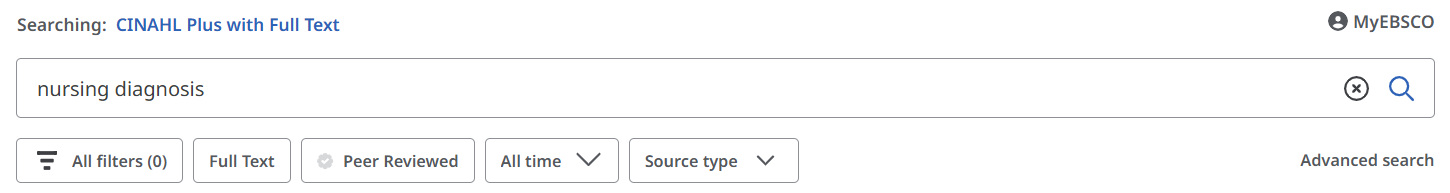 Searching: CINAHL Plus with Full Text
MyEBSCO
nursing diagnosis
All filters (0) Full Text Peer Reviewed All time Source type Advanced search